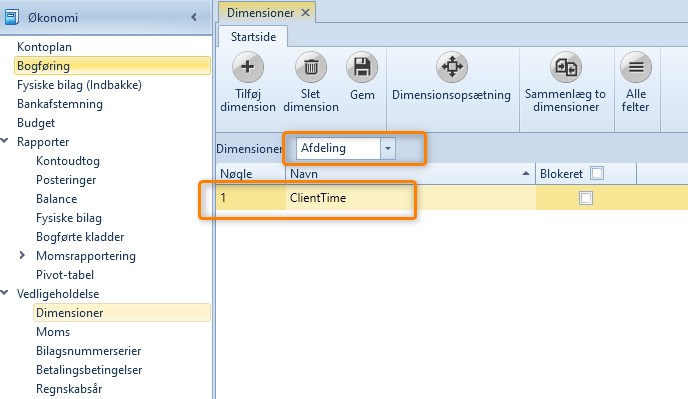 Økonomi
Kontoplan
Bogføring
Fysiske bilag (Indbakke)
Bankafstemning
Budget
Rapporter
Kontoudtog
Posteringer
Balance
Fysiske bilag
Bogførte kladder
Momsrapportering
Pivot-tabel
Vedligeholdelse
Dimensioner
Moms
Bilagsnummerserier
Betalingsbetingelser
Regnskabsår
Dimensioner
Startside
Tilføj dimension
Slet dimension
Gem
Dimensionsopsætning
Sammenlæg to dimensioner
Alle felter
Dimensioner Afdeling
Nøgle Navn Blokeret
1 ClientTime